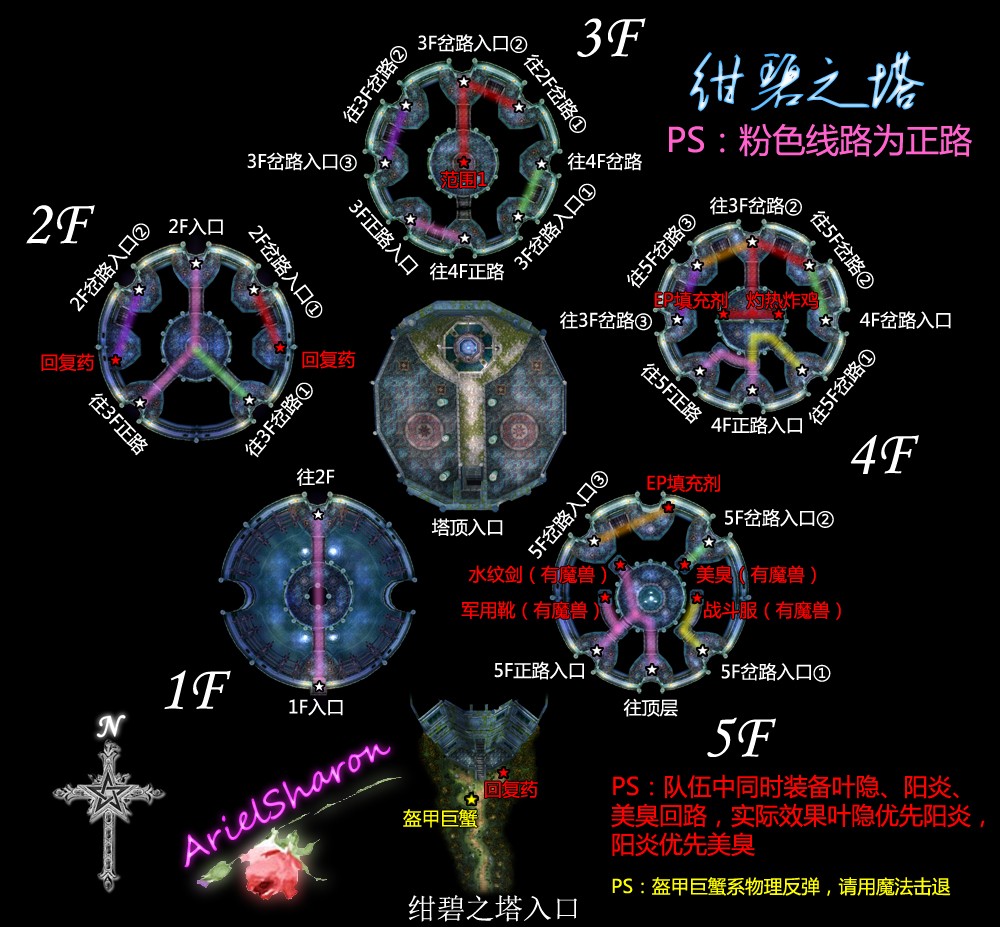 3F
绀碧之塔
PS：粉色线路为正路
3F岔路入口②
往3F岔路②
往2F岔路①
3F岔路入口③
往4F岔路
范围1
3F正路入口
3F岔路入口①
往4F正路
2F
2F入口
2F岔路入口②
2F岔路入口①
回复药
回复药
往3F正路
往3F岔路①
往3F岔路②
往5F岔路③
往5F岔路②
EP填充剂
灼热炸鸡
往3F岔路③
4F岔路入口
往5F正路
往5F岔路①
4F正路入口
4F
塔顶入口
往2F
1F
1F入口
EP填充剂
5F岔路入口③
5F岔路入口②
水纹剑（有魔兽）
美臭（有魔兽）
军用靴（有魔兽）
战斗服（有魔兽）
5F正路入口
5F岔路入口①
往顶层
5F
N
ArielSharon
回复药
盔甲巨蟹
绀碧之塔入口
PS：队伍中同时装备叶隐、阳炎、
美臭回路，实际效果叶隐优先阳炎，
阳炎优先美臭
PS：盔甲巨蟹系物理反弹，请用魔法击退